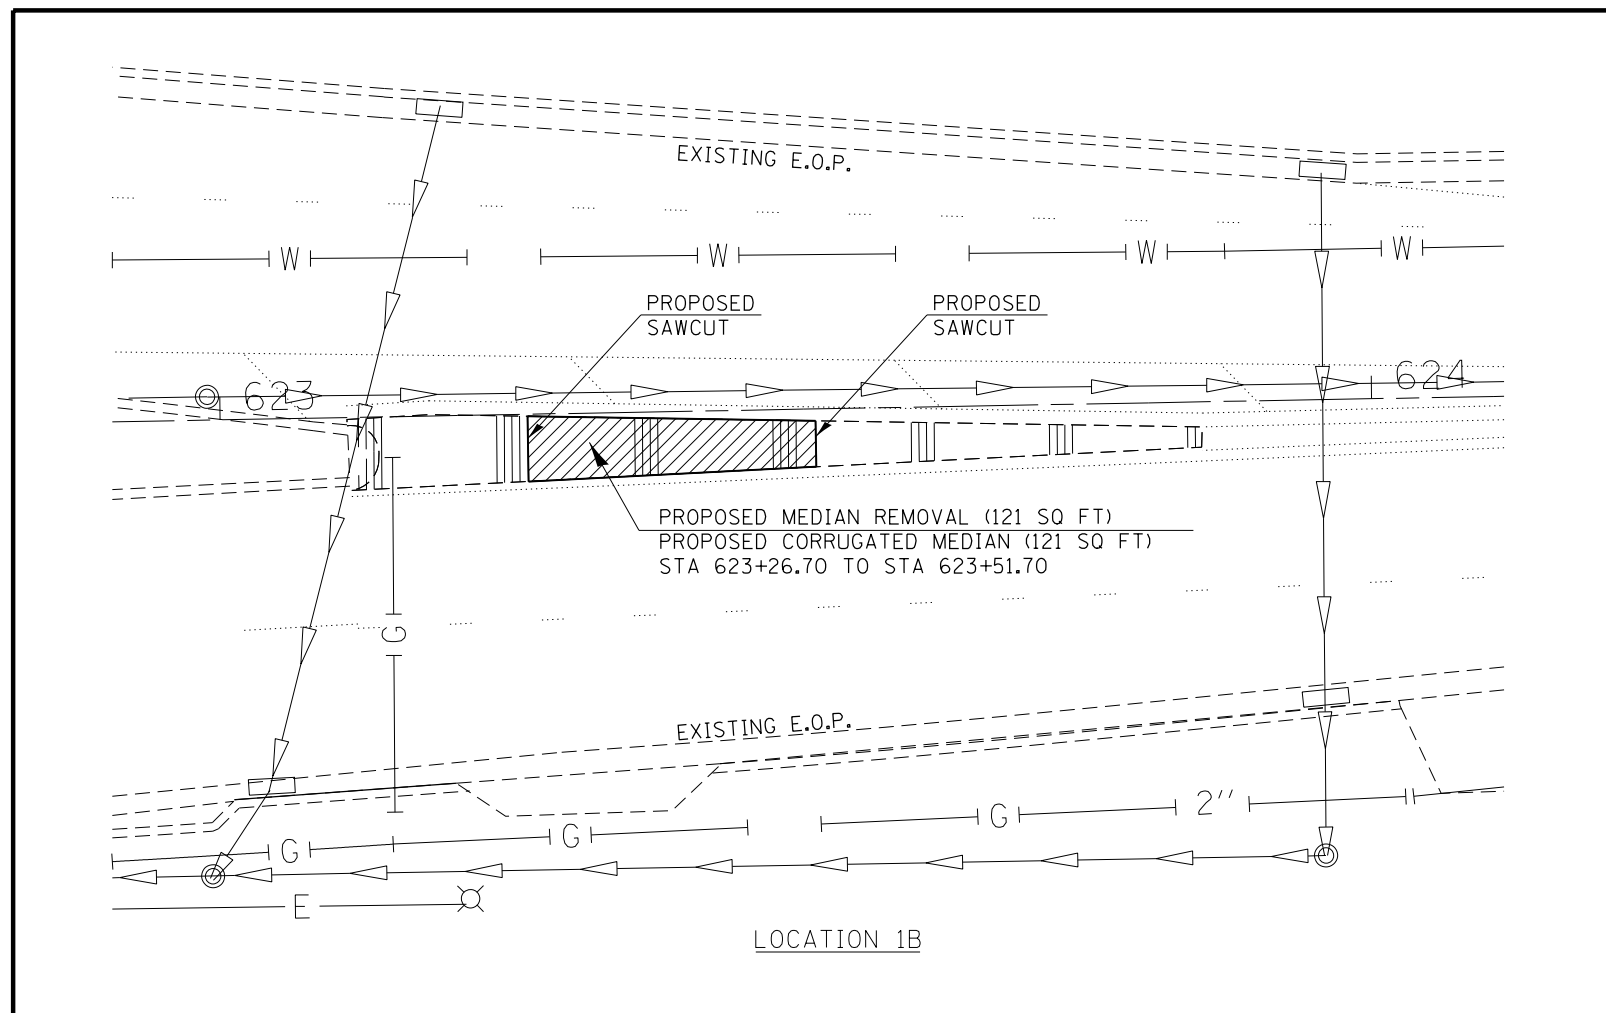 EXISTING E.O.P.
W
W
W
W
PROPOSED
SAWCUT
PROPOSED
SAWCUT
623
624
PROPOSED MEDIAN REMOVAL (121 SQ FT)
PROPOSED CORRUGATED MEDIAN (121 SQ FT)
STA 623+26.70 TO STA 623+51.70
G
EXISTING E.O.P.
G
G
G
2''
E
LOCATION 1B